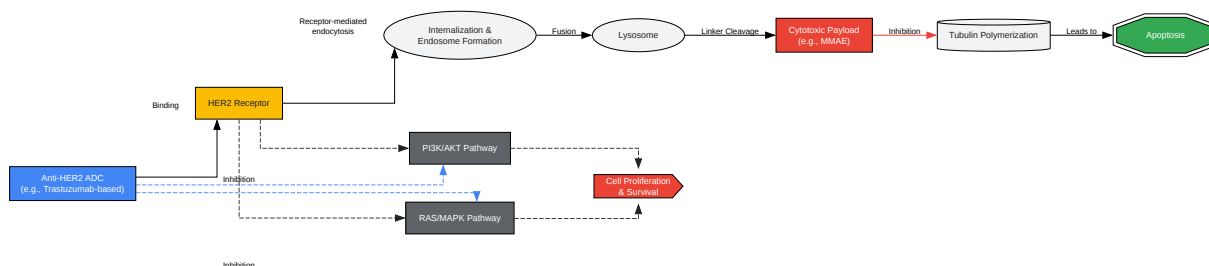 Receptor-mediated
endocytosis
Internalization &
Endosome Formation
Fusion
Lysosome
Linker Cleavage
Cytotoxic Payload
(e.g., MMAE)
Inhibition
Tubulin Polymerization
Leads to
Apoptosis
Binding
HER2 Receptor
PI3K/AKT Pathway
Anti-HER2 ADC
(e.g., Trastuzumab-based)
Inhibition
Cell Proliferation
& Survival
RAS/MAPK Pathway
Inhibition